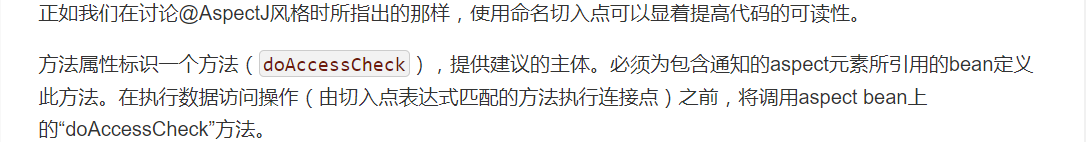 正如我们在讨论@AspectJ风格时所指出的那样，使用命名切入点可以显着提高代码的可读性。
方法属性标识一个方法（doAccessCheck），提供建议的主体。必须为包含通知的aspect元素所引用的bean定义
此方法。在执行数据访问操作（由切入点表达式匹配的方法执行连接点）之前，将调用aspect bean上
的“doAccessCheck”方法。